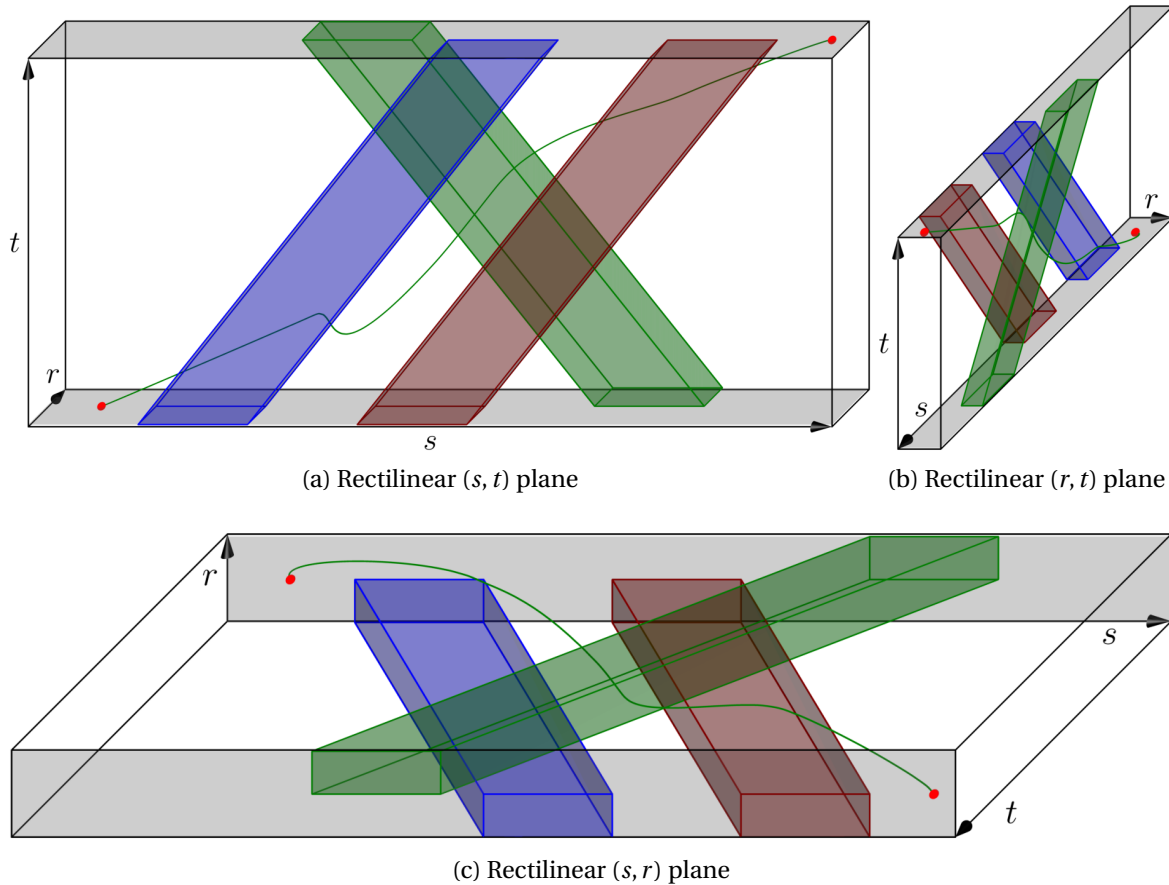 t
r
s
(a) Rectilinear (s, t) plane
r
t
s
(b) Rectilinear (r, t) plane
r
s
t
(c) Rectilinear (s, r) plane